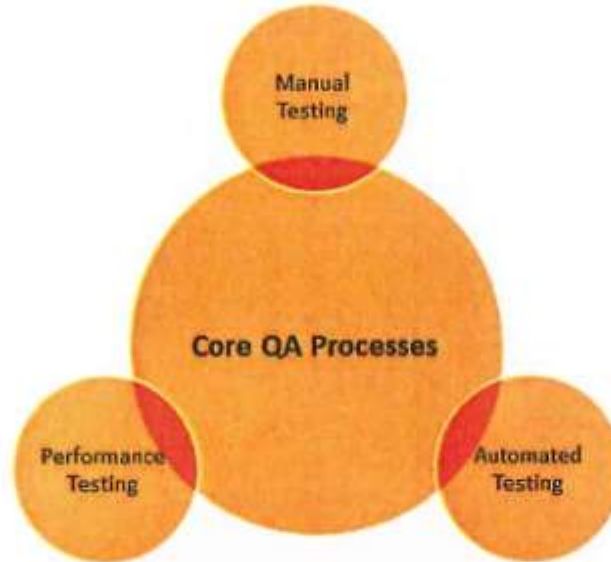 Manual
Testing
Core QA Processes
Performance
Testing
Automated
Testing